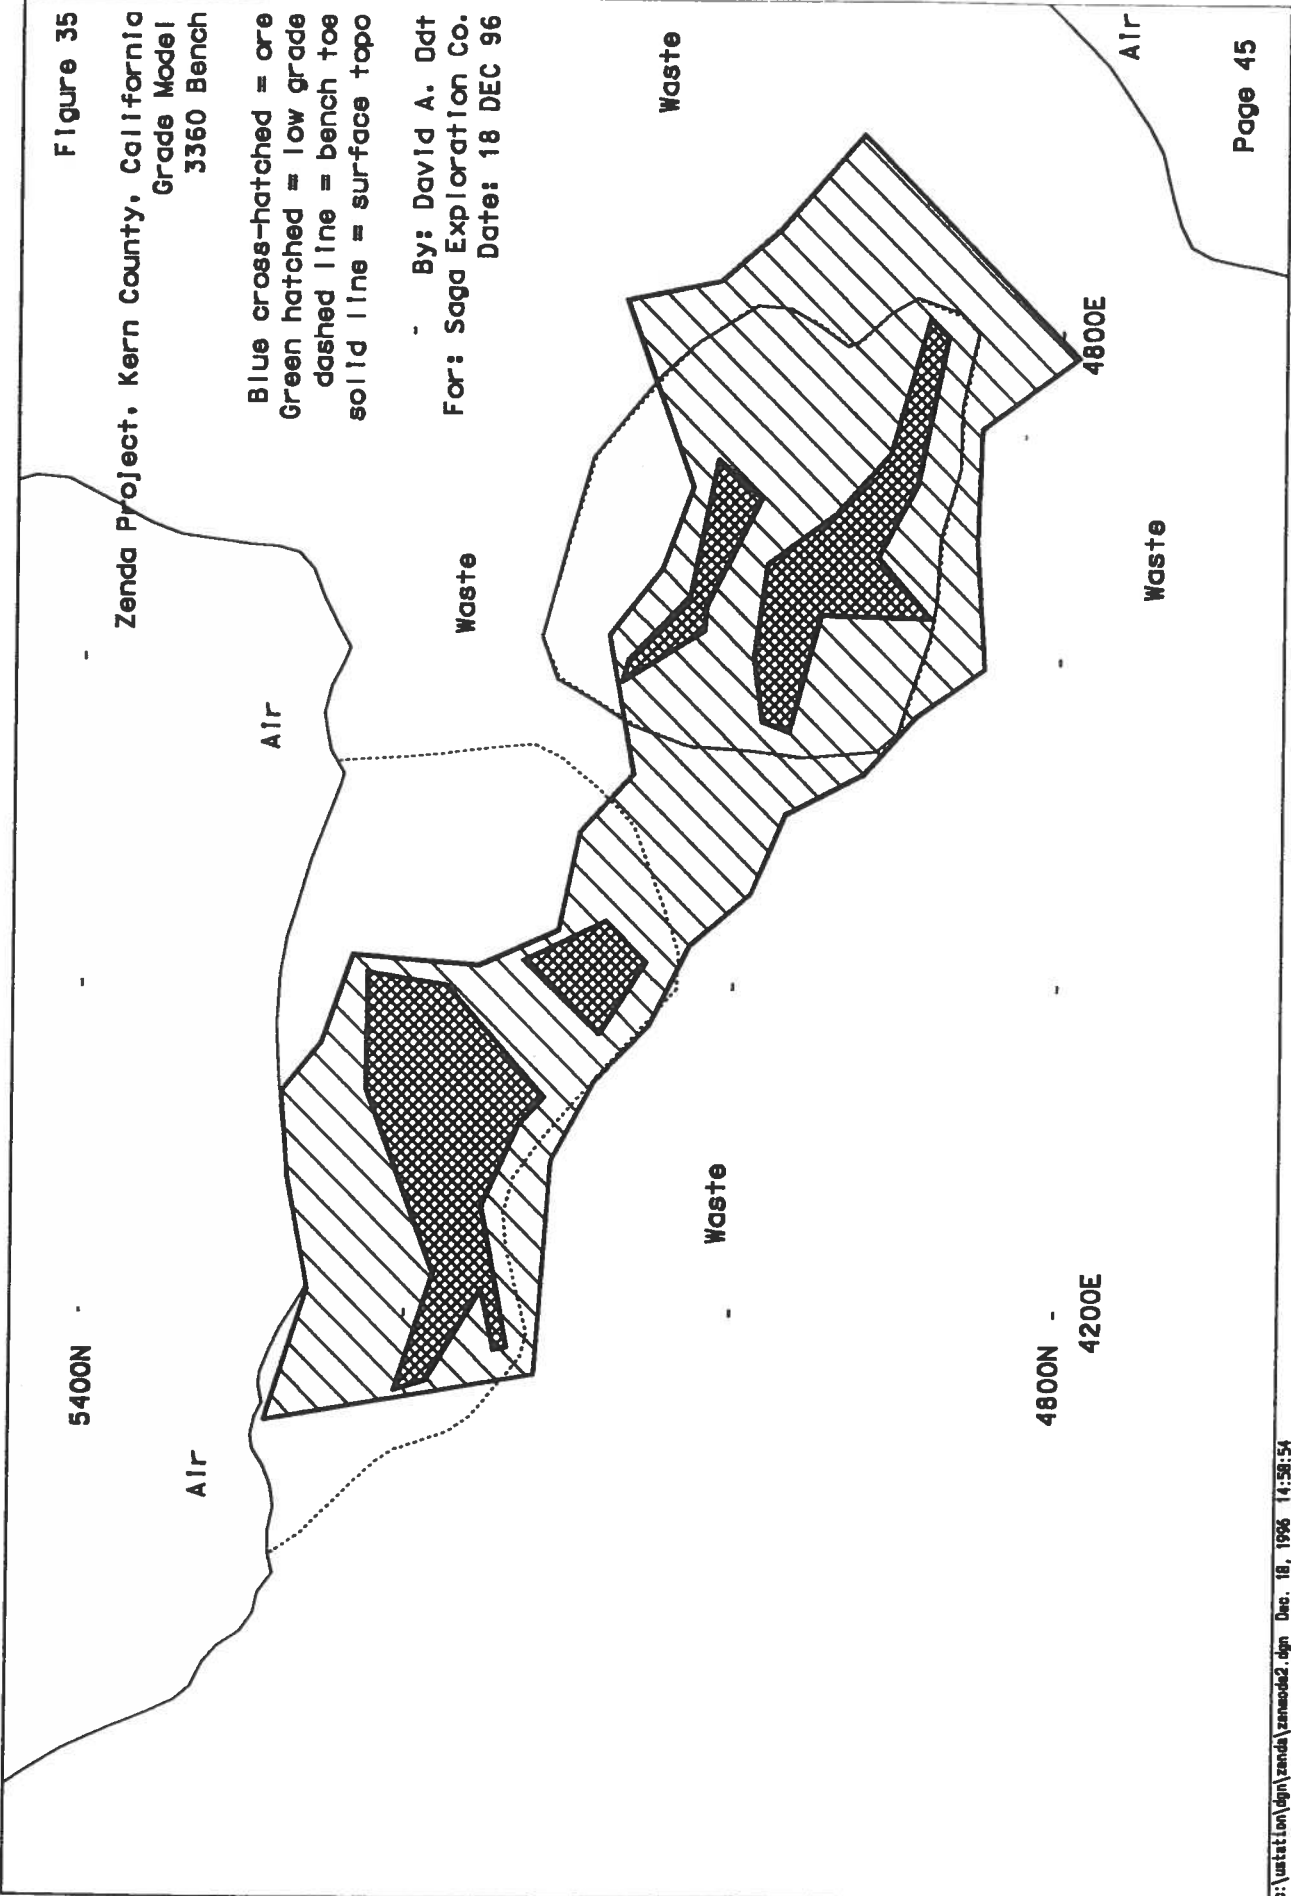 Figure 35
Zenda Project, Kern County, California
Grade Model
3360 Bench
Blue cross-hatched = ore
Green hatched = low grade
dashed line = bench toe
solid line = surface topo
By: David A. Odt
For: Saga Exploration Co.
Date: 18 DEC 96
5400N
Air
Air
Waste
Waste
Waste
Waste
4800N
4200E
4800E
Air
Page 45
c:\ustation\dgn\zenda\zenmode2.dgn Dec. 18, 1996 14:58:54